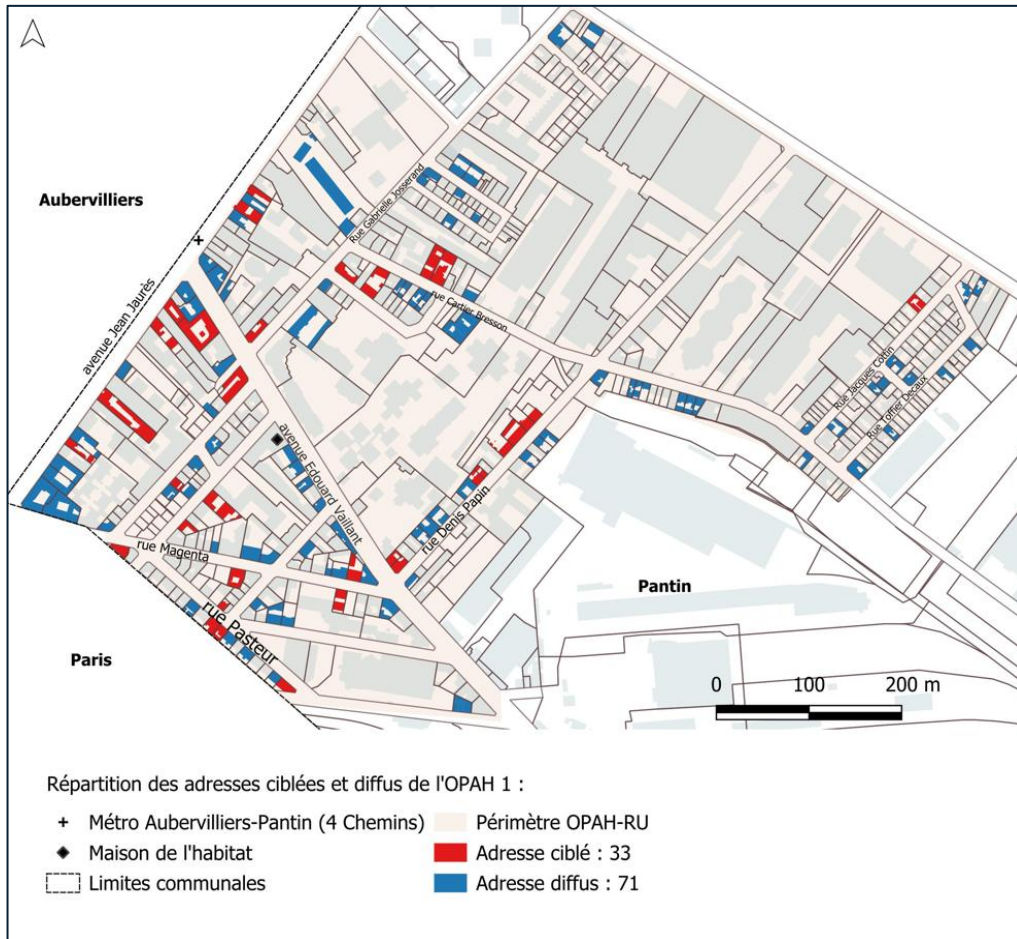 Aubervilliers
Rue Gabrielle Josserand
avenue Jean Jaurès
rue Cartier Bresson
Rue Jacques Cottin
Rue Toffier Decaux
avenue Edouard Vaillant
rue Denis Papin
rue Magenta
Pantin
rue Pasteur
Paris
0 100 200 m
Répartition des adresses ciblées et diffus de l'OPAH 1 :
Métro Aubervilliers-Pantin (4 Chemins) Périmètre OPAH-RU
Maison de l'habitat Adresse ciblé : 33
Limites communales Adresse diffus : 71